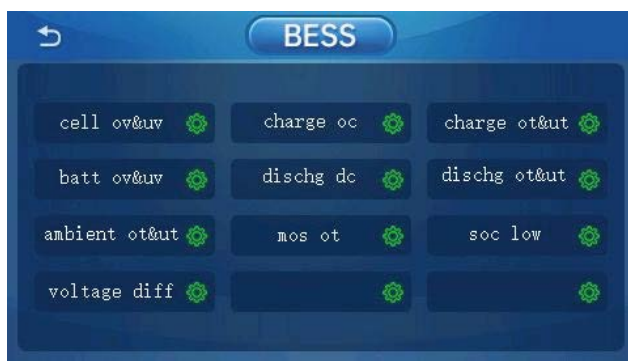 BESS
cell ov&uv
charge oc
charge ot&ut
batt ov&uv
dischg dc
dischg ot&ut
ambient ot&ut
mos ot
soc low
voltage diff